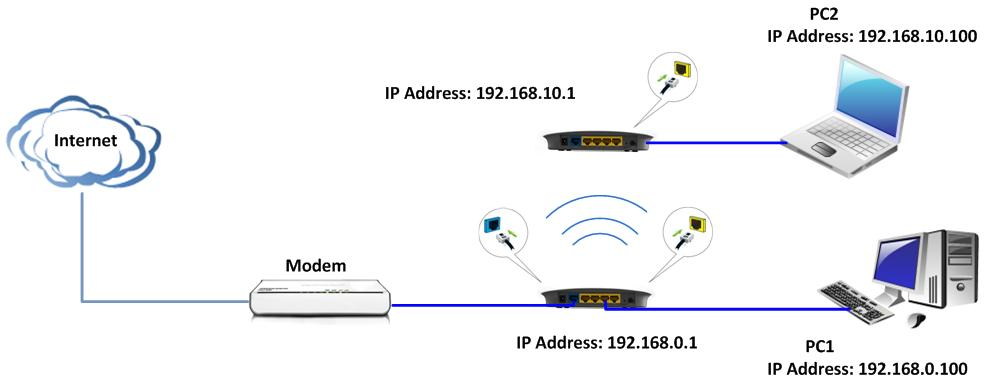 PC2
IP Address: 192.168.10.100
IP Address: 192.168.10.1
Internet
Modem
IP Address: 192.168.0.1
PC1
IP Address: 192.168.0.100